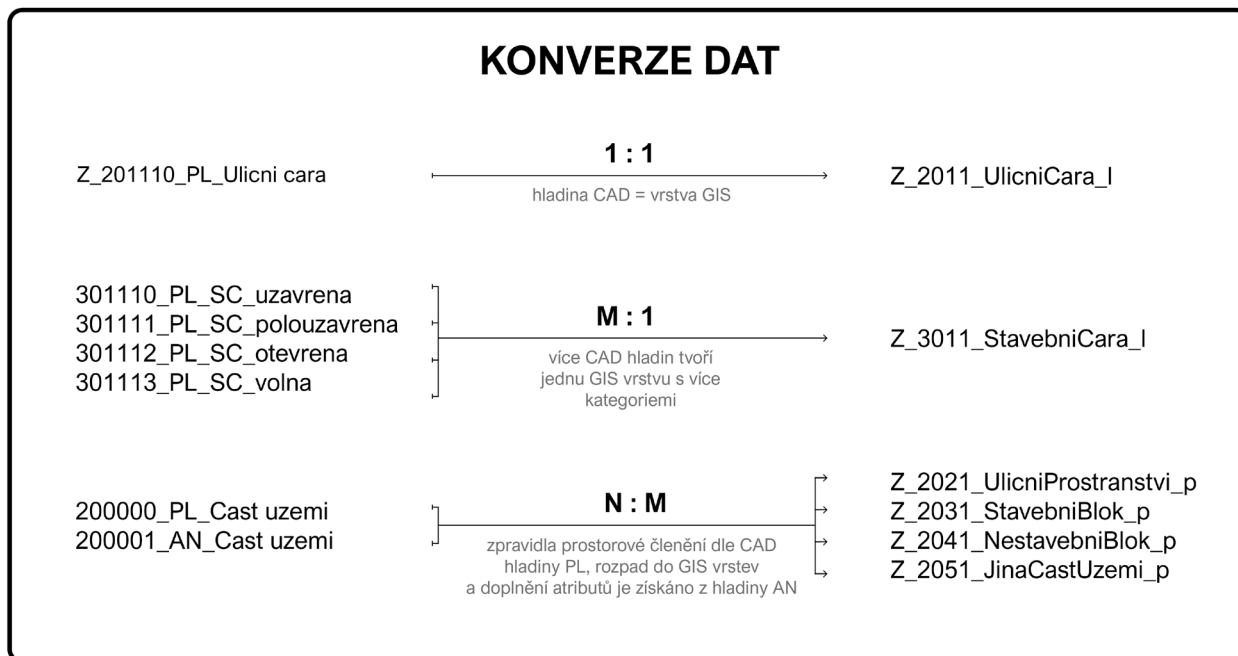 KONVERZE DAT
Z_201110_PL_Ulicni cara
1 : 1
hladina CAD = vrstva GIS
Z_2011_UlicniCara_l
301110_PL_SC_uzavrena
301111_PL_SC_polouzavrena
301112_PL_SC_otevrena
301113_PL_SC_volna
M : 1
více CAD hladin tvoří
jednu GIS vrstvu s více
kategoriemi
Z_3011_StavebniCara_l
200000_PL_Cast uzemi
200001_AN_Cast uzemi
N : M
zpravidla prostorové členění dle CAD
hladiny PL, rozpad do GIS vrstev
a doplnění atributů je získáno z hladiny AN
Z_2021_UlicniProstranstvi_p
Z_2031_StavebniBlok_p
Z_2041_NestavebniBlok_p
Z_2051_JinaCastUzemi_p